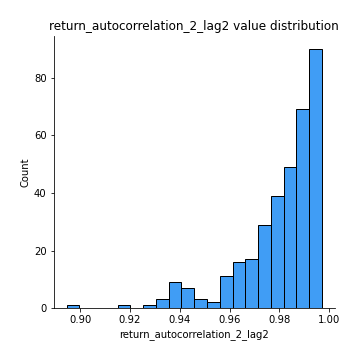 return_autocorrelation_2_lag2 value distribution
80
60
40
20
0
Count
0.90 0.92 0.94 0.96 0.98 1.00
return_autocorrelation_2_lag2